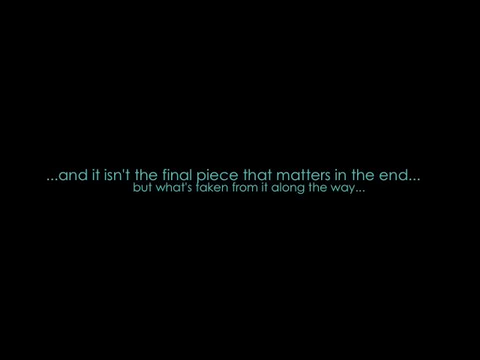 ...and it isn't the final piece that matters in the end...
but what's taken from it along the way...